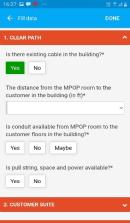 16:37
Fill data
DONE
1. CLEAR PATH
Is there existing cable in the building?*
Yes No
The distance from the MPOP room to the
customer in the building (in ft)*
Is conduit available from MPOP room to the
customer floors in the building?*
Yes No Maybe
Is pull string, space and power available?*
Yes No
2. CUSTOMER SUITE